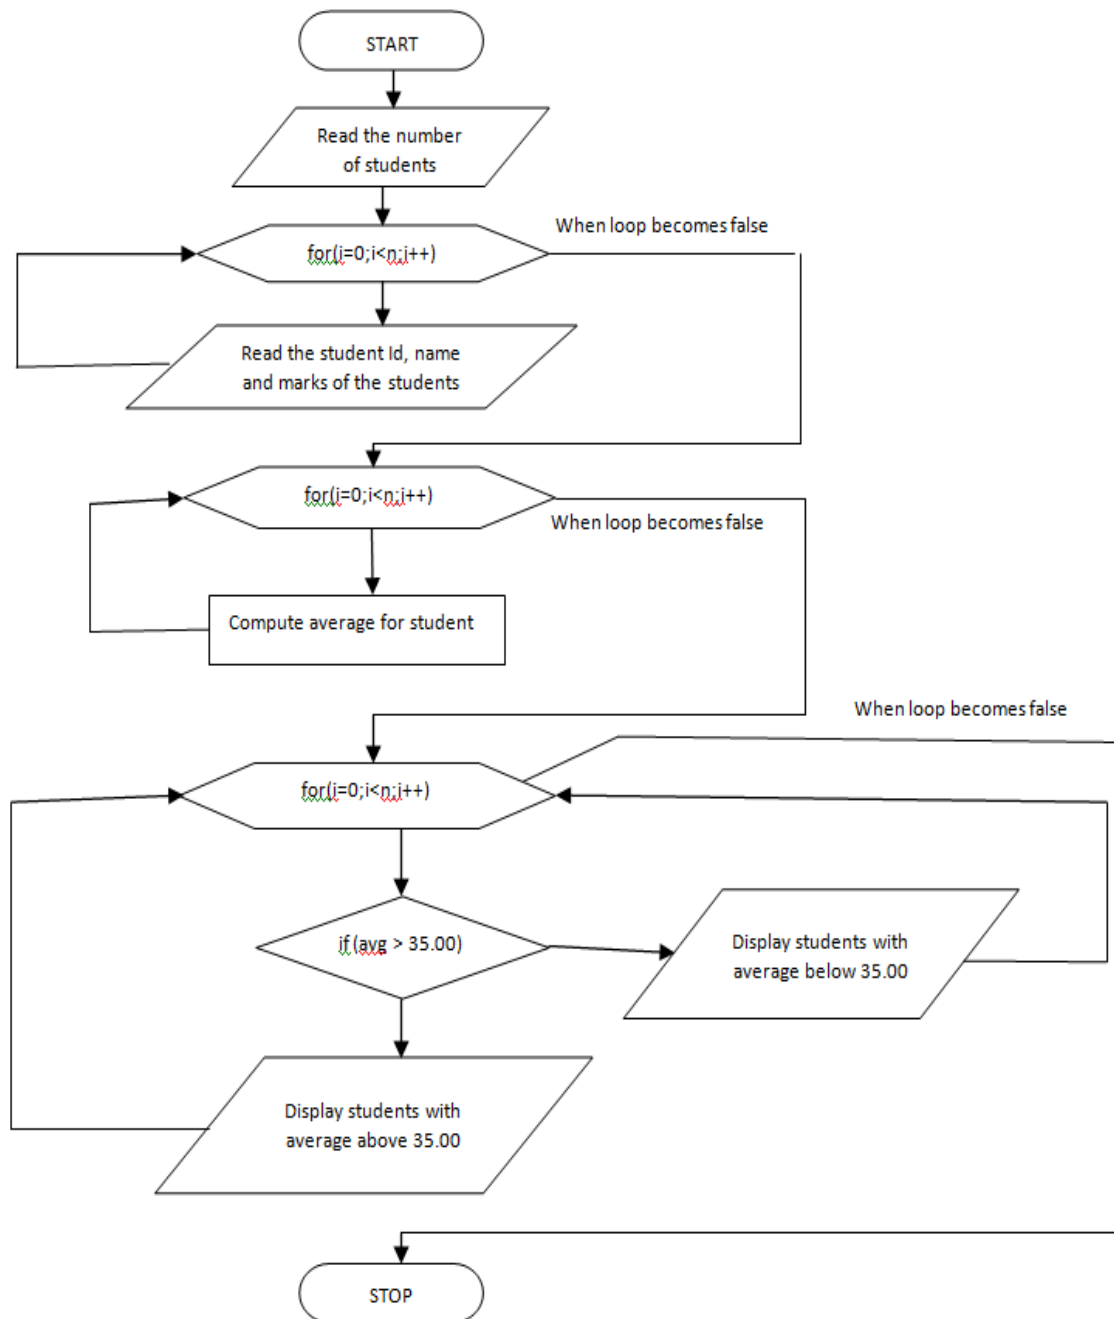 START
Read the number
of students
When loop becomes false
for(i=0;i<n;i++)
Read the student Id, name
and marks of the students
for(i=0;i<n;i++)
When loop becomes false
Compute average for student
When loop becomes false
for(i=0;i<n;i++)
if (avg > 35.00)
Display students with
average below 35.00
Display students with
average above 35.00
STOP